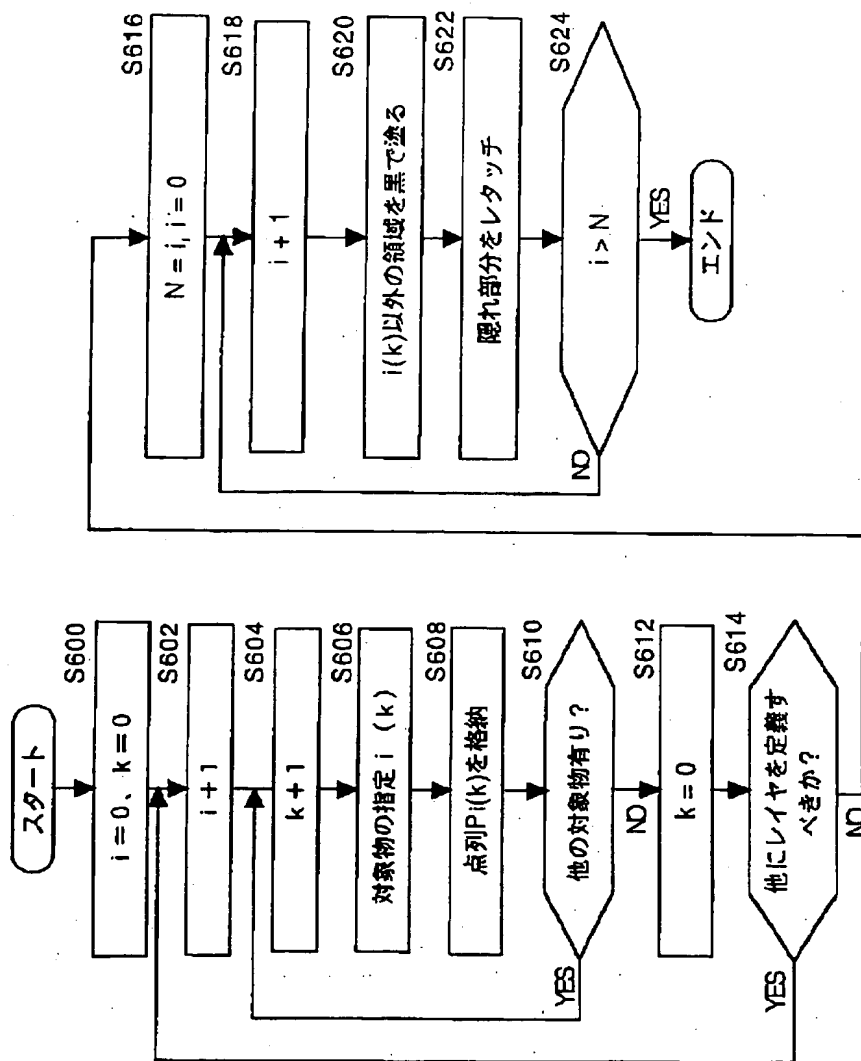 スタート
S600
i=0、k=0
S602
i+1
S604
k+1
S606
対象物の指定 i (k)
S608
点列Pi(k)を格納
S610
他の対象物有り？
YES
NO
S612
k=0
S614
他にレイヤを定義す
べきか？
YES
NO
S616
N=i, i=0
S618
i+1
S620
i(k)以外の領域を黒で塗る
S622
隠れ部分をレタッチ
S624
i>N
NO
YES
エンド